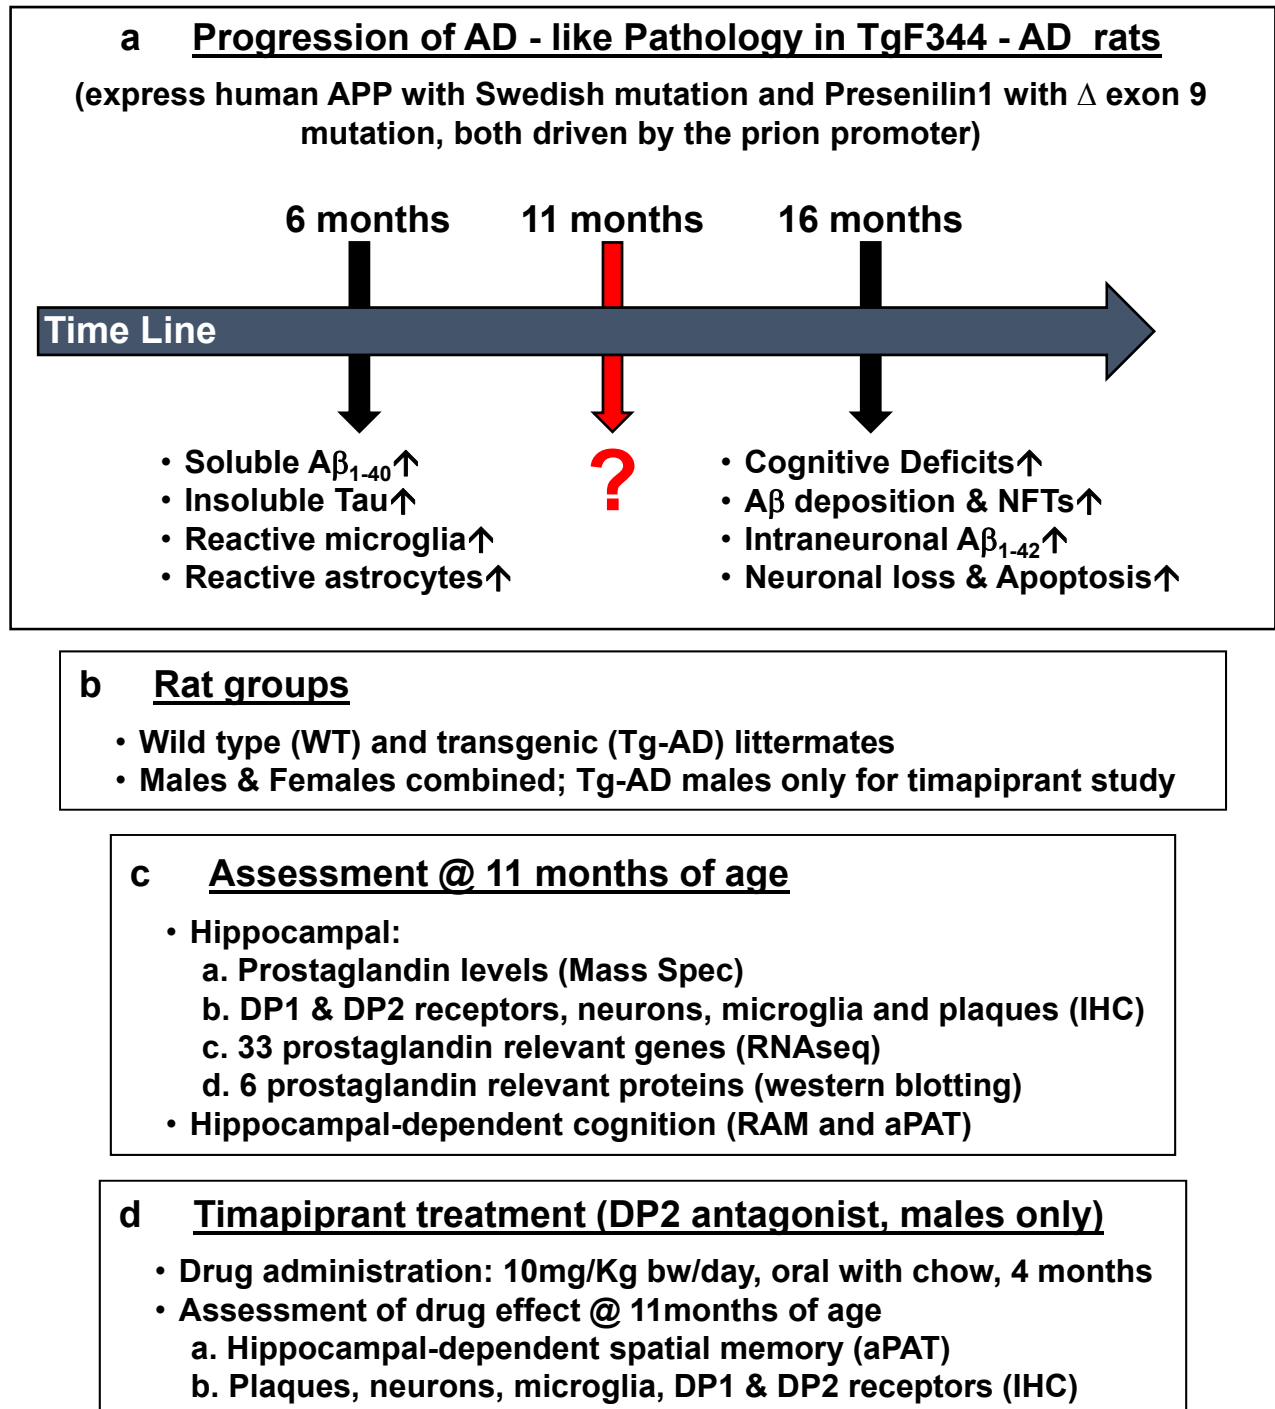 a Progression of AD - like Pathology in TgF344 - AD rats
(express human APP with Swedish mutation and Presenilin1 with Δ exon 9
mutation, both driven by the prion promoter)
6 months 11 months 16 months
Time Line
• Soluble Aβ1-40↑
• Insoluble Tau↑
• Reactive microglia↑
• Reactive astrocytes↑
?
• Cognitive Deficits↑
• Aβ deposition & NFTs↑
• Intraneuronal Aβ1-42↑
• Neuronal loss & Apoptosis↑
b Rat groups
• Wild type (WT) and transgenic (Tg-AD) littermates
• Males & Females combined; Tg-AD males only for timapiprant study
c Assessment @ 11 months of age
• Hippocampal:
a. Prostaglandin levels (Mass Spec)
b. DP1 & DP2 receptors, neurons, microglia and plaques (IHC)
c. 33 prostaglandin relevant genes (RNAseq)
d. 6 prostaglandin relevant proteins (western blotting)
• Hippocampal-dependent cognition (RAM and aPAT)
d Timapiprant treatment (DP2 antagonist, males only)
• Drug administration: 10mg/Kg bw/day, oral with chow, 4 months
• Assessment of drug effect @ 11months of age
a. Hippocampal-dependent spatial memory (aPAT)
b. Plaques, neurons, microglia, DP1 & DP2 receptors (IHC)